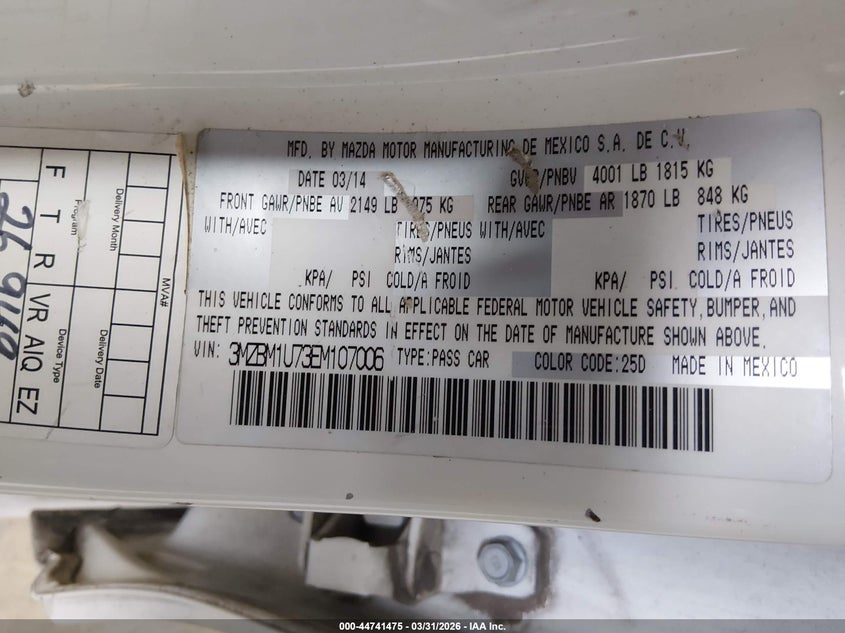 MFD. BY MAZDA MOTOR MANUFACTURING DE MEXICO S.A. DE C.V.
DATE 03/14 GVWR/PNBV 4001 LB 1815 KG
FRONT GAWR/PNBE AV 2149 LB 975 KG REAR GAWR/PNBE AR 1870 LB 848 KG
WITH/AVEC TIRES/PNEUS WITH/AVEC TIRES/PNEUS
RIMS/JANTES RIMS/JANTES
KPA/ PSI COLD/A FROID KPA/ PSI COLD/A FROID
THIS VEHICLE CONFORMS TO ALL APPLICABLE FEDERAL MOTOR VEHICLE SAFETY, BUMPER, AND
THEFT PREVENTION STANDARDS IN EFFECT ON THE DATE OF MANUFACTURE SHOWN ABOVE.
VIN: 3MZBM1U73EM107006 TYPE:PASS CAR COLOR CODE:25D MADE IN MEXICO
MVA#
Delivery Month
Delivery Date
Program
Device Type
F T R VR AIQ EZ
000-44741475 - 03/31/2026 - IAA Inc.